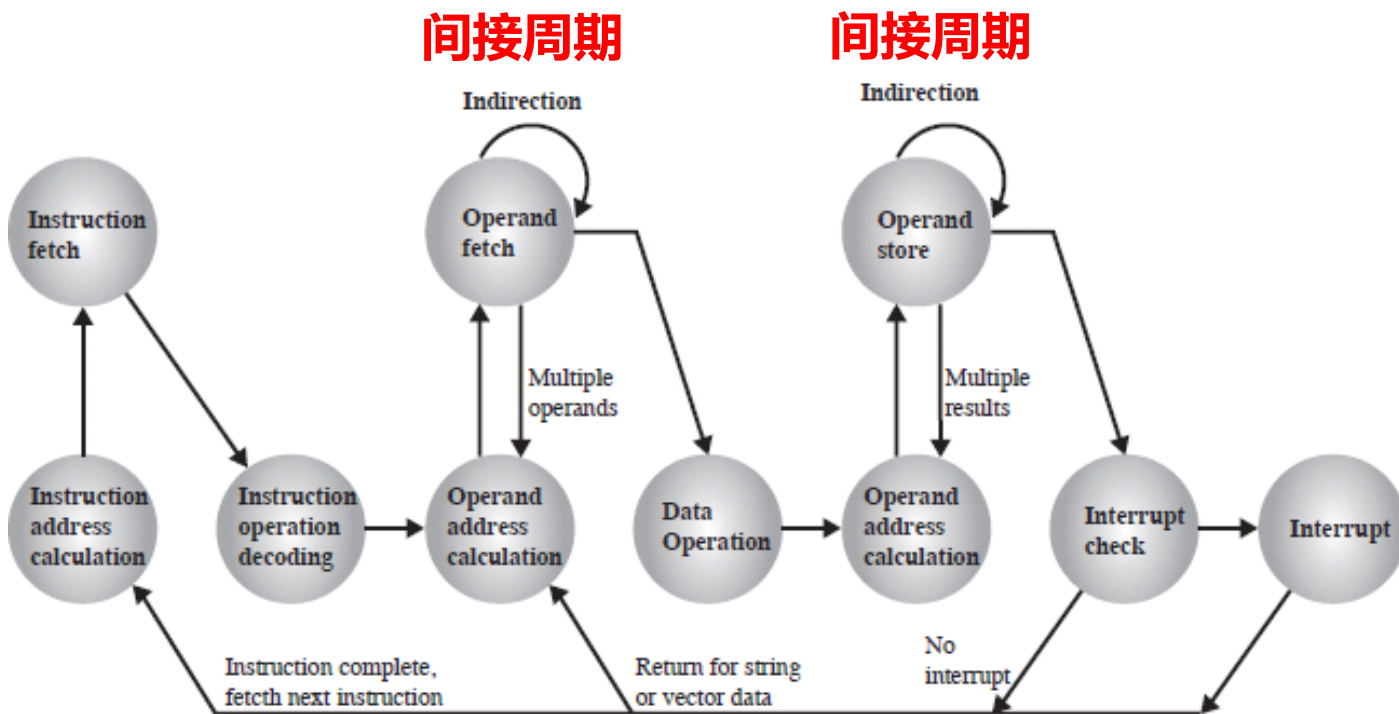 间接周期
间接周期
Indirection
Indirection
Instruction
fetch
Operand
fetch
Operand
store
Multiple
operands
Multiple
results
Instruction
address
calculation
Instruction
operation
decoding
Operand
address
calculation
Data
Operation
Operand
address
calculation
Interrupt
check
Interrupt
Instruction complete,
fetcth next instruction
Return for string
or vector data
No
interrupt